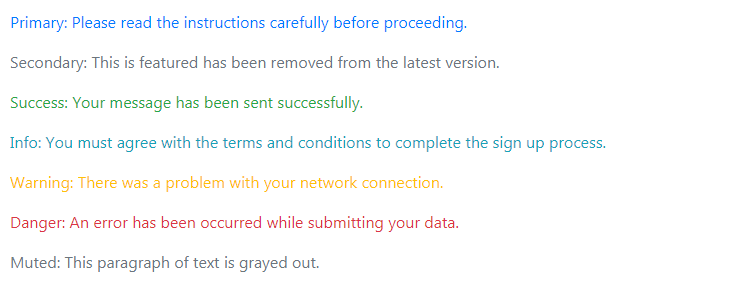 Primary: Please read the instructions carefully before proceeding.
Secondary: This is featured has been removed from the latest version.
Success: Your message has been sent successfully.
Info: You must agree with the terms and conditions to complete the sign up process.
Warning: There was a problem with your network connection.
Danger: An error has been occurred while submitting your data.
Muted: This paragraph of text is grayed out.